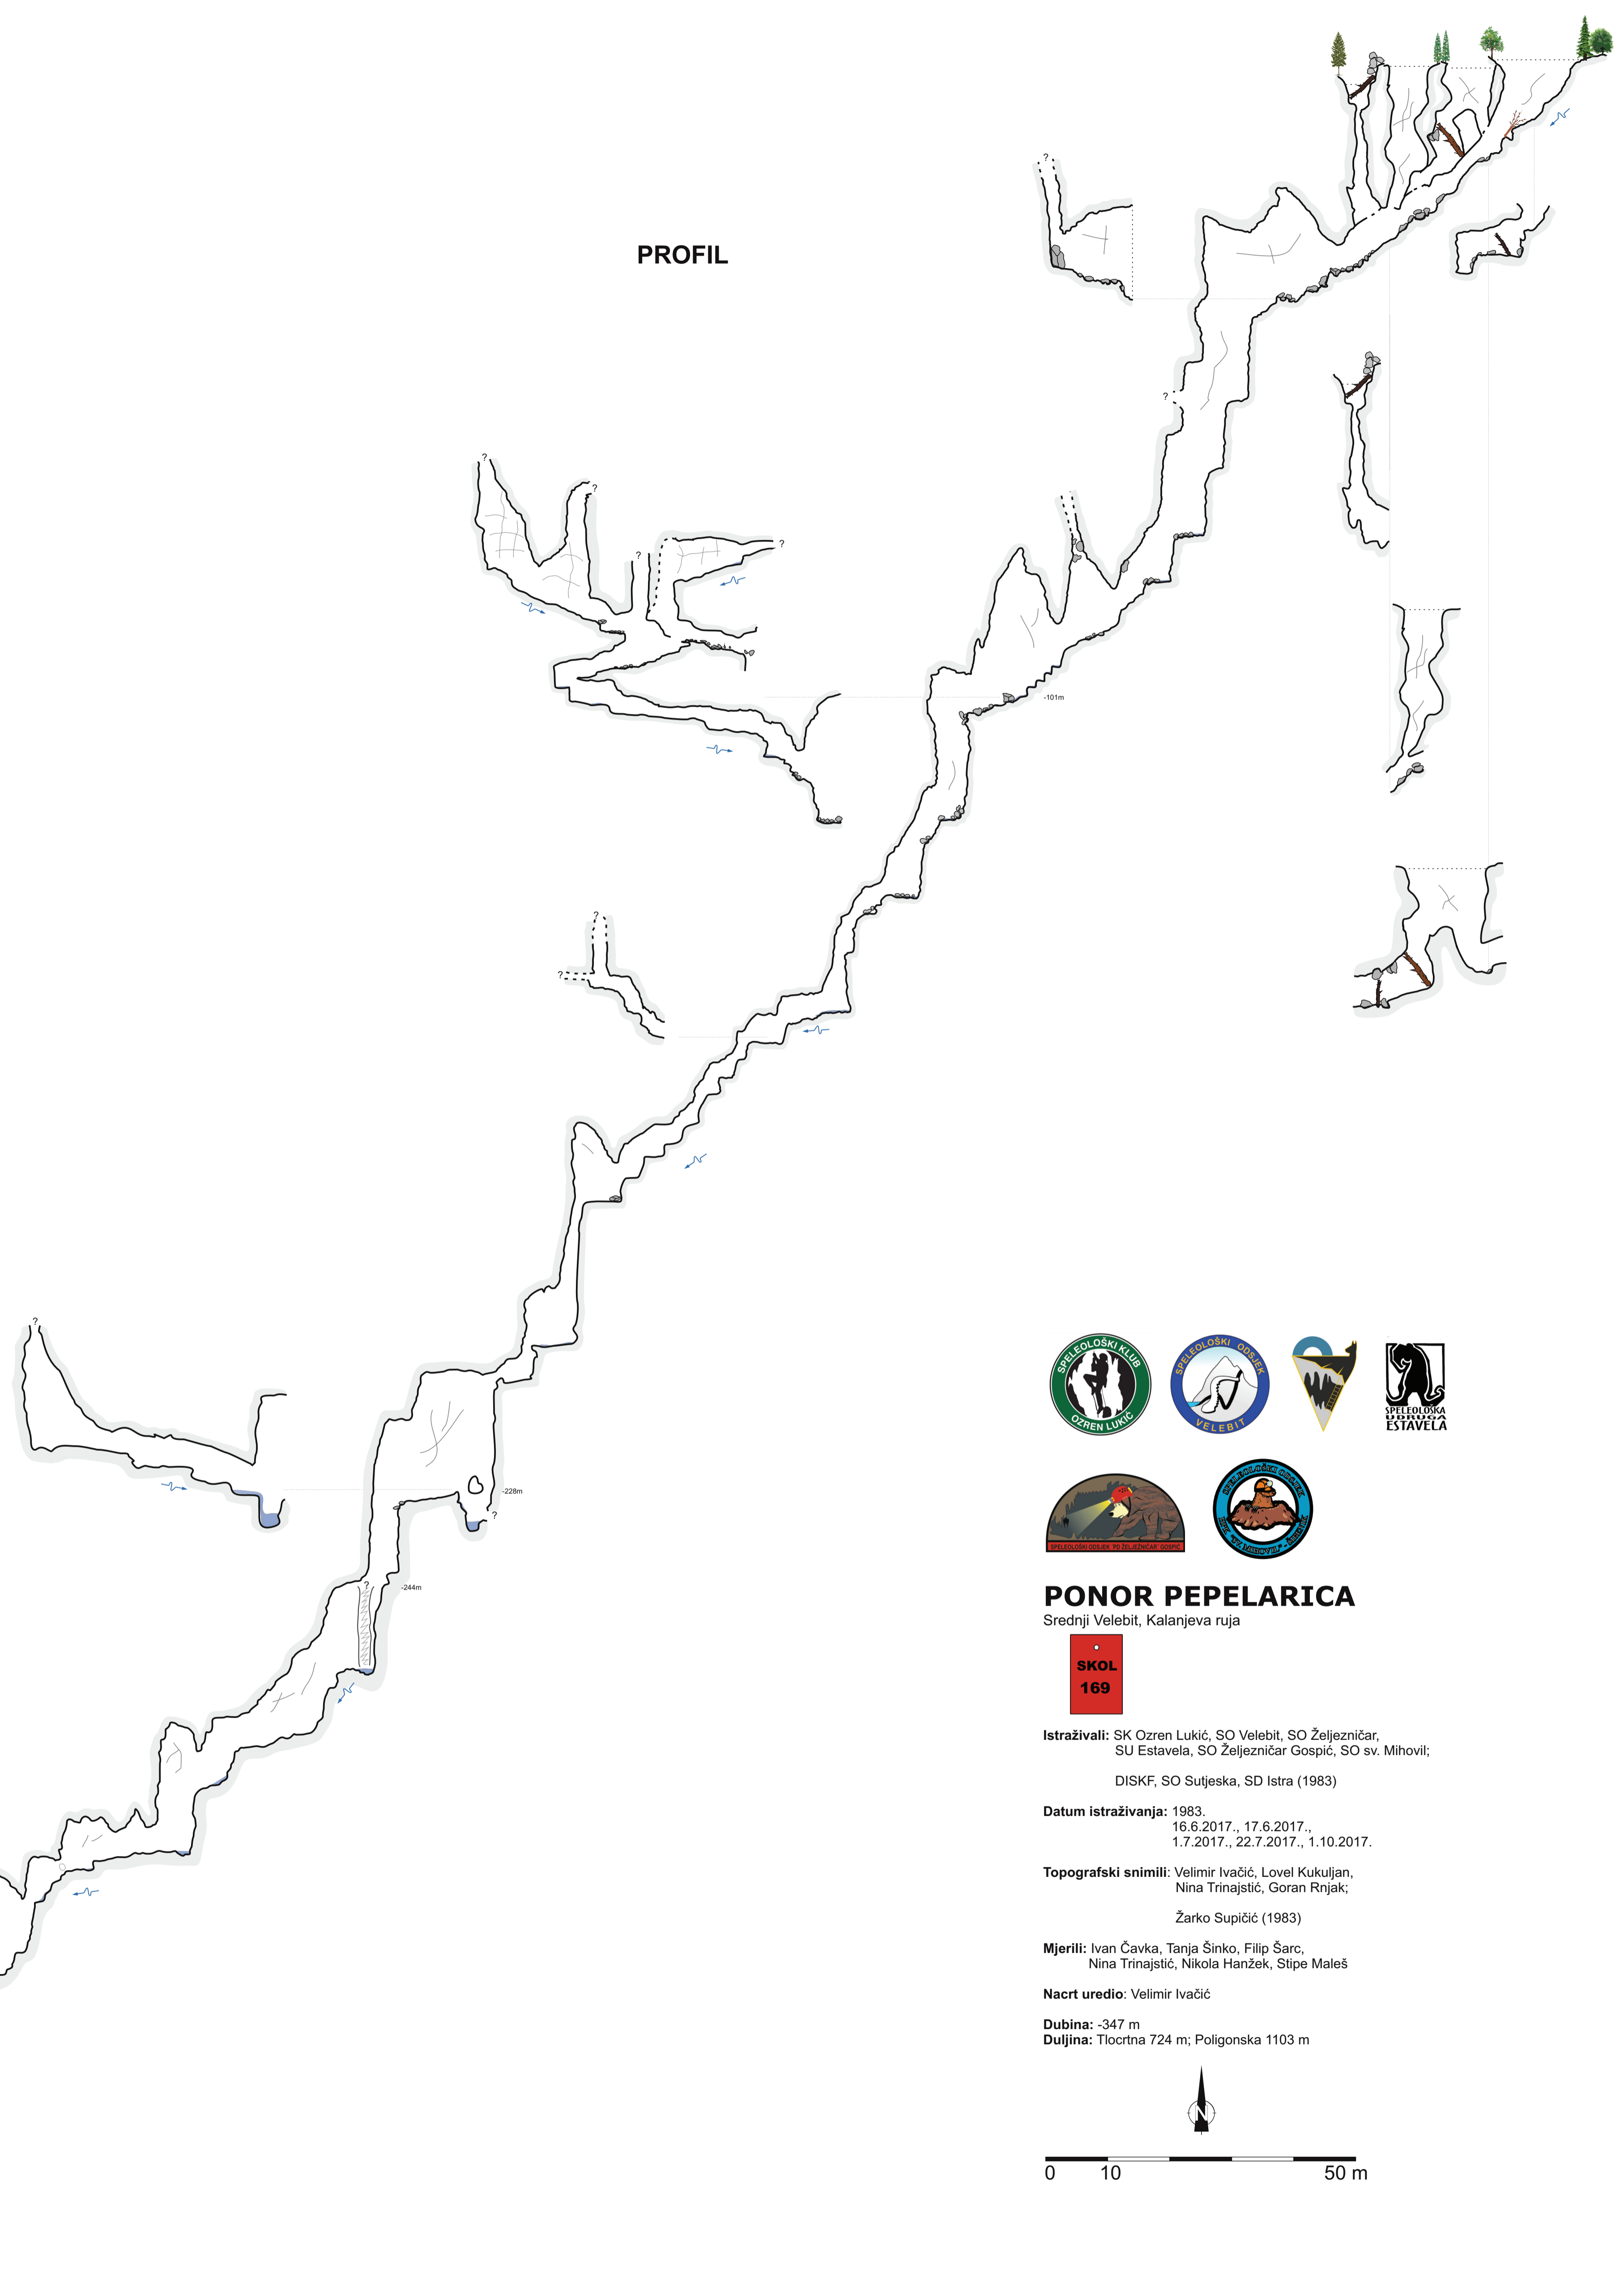 PROFIL
?
?
?
?
?
?
-101m
?
?
?
-228m
?
?
-244m
SPELEOLOŠKI KLUB
OZREN LUKIĆ
SPELEOLOŠKI ODSJEK
VELEBIT
SPELEOLOŠKA
UDRUGA
ESTAVELA
SPELEOLOŠKI ODSJEK "PD ŽELJEZNIČAR" GOSPIĆ
SPELEOLOŠKI ODSJEK
PONOR PEPELARICA
Srednji Velebit, Kalanjeva ruja
SKOL
169
Istraživali: SK Ozren Lukić, SO Velebit, SO Željezničar,
SU Estavela, SO Željezničar Gospić, SO sv. Mihovil;
DISKF, SO Sutjeska, SD Istra (1983)
Datum istraživanja: 1983.
16.6.2017., 17.6.2017.,
1.7.2017., 22.7.2017., 1.10.2017.
Topografski snimili: Velimir Ivačić, Lovel Kukuljan,
Nina Trinajstić, Goran Rnjak;
Žarko Supičić (1983)
Mjerili: Ivan Čavka, Tanja Šinko, Filip Šarc,
Nina Trinajstić, Nikola Hanžek, Stipe Maleš
Nacrt uredio: Velimir Ivačić
Dubina: -347 m
Duljina: Tlocrtna 724 m; Poligonska 1103 m
N
0 10 50 m